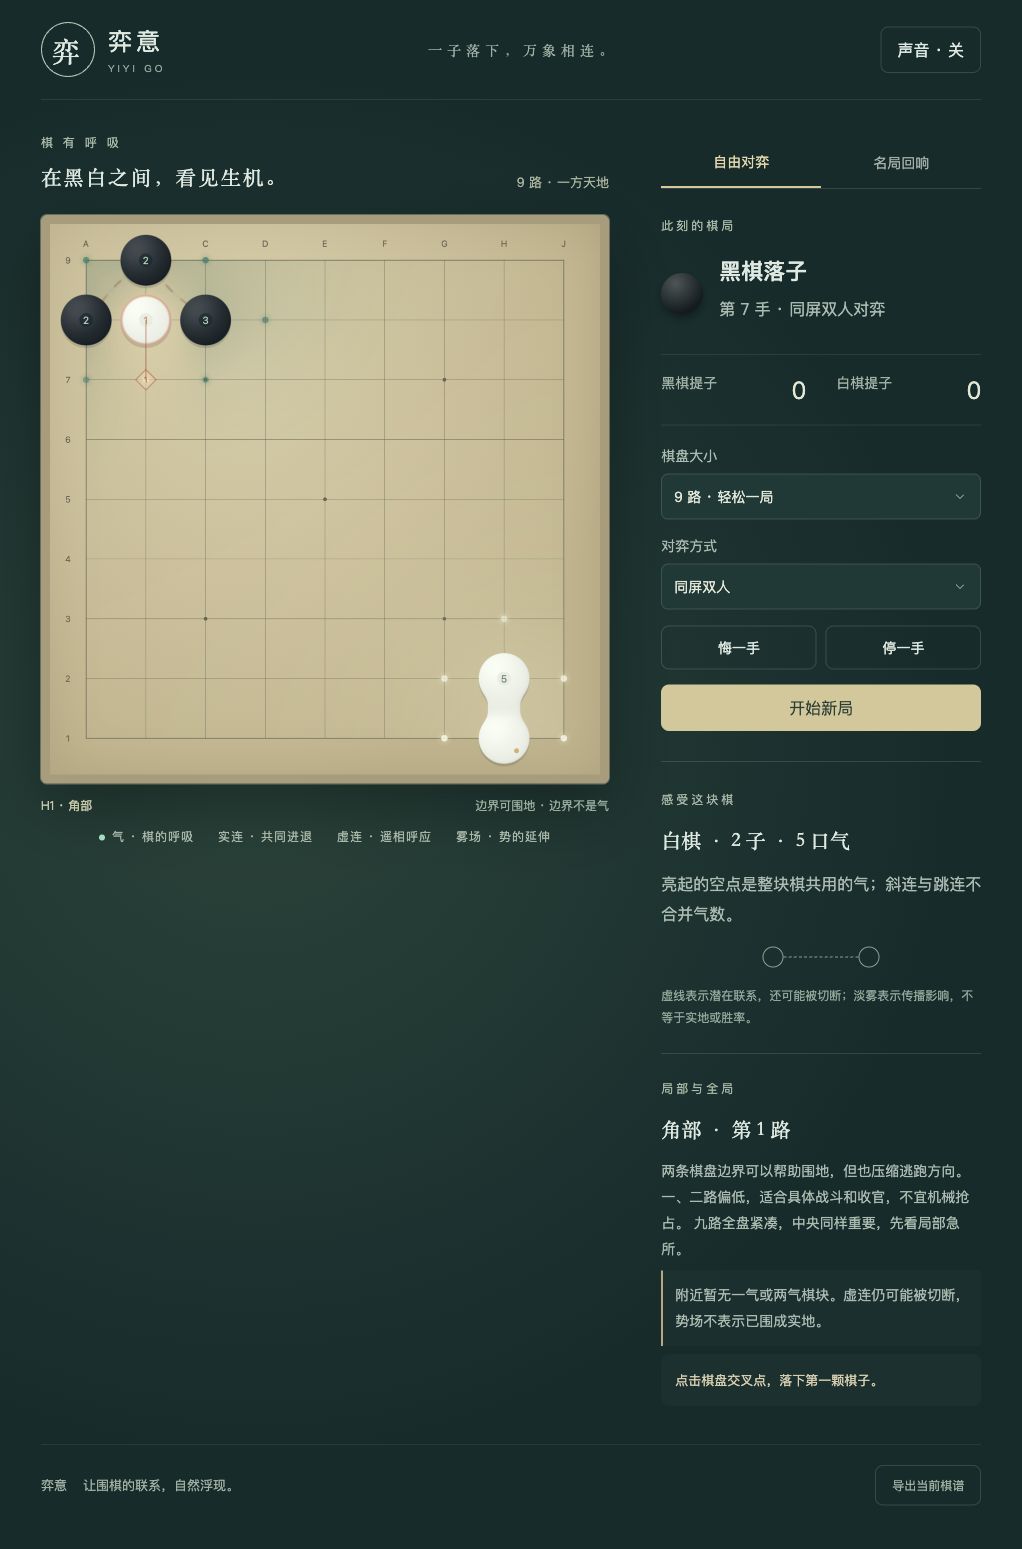 弈
弈意
YIYI GO
一子落下，万象相连。
声音 · 关
棋有呼吸
在黑白之间，看见生机。
9 路 · 一方天地
A C D E F G H J
9
8
7
6
5
4
3
2
1
2
2
1
3
1
5
H1 · 角部
边界可围地 · 边界不是气
气 · 棋的呼吸
实连 · 共同进退
虚连 · 遥相呼应
雾场 · 势的延伸
自由对弈
名局回响
此刻的棋局
黑棋落子
第 7 手 · 同屏双人对弈
黑棋提子
0
白棋提子
0
棋盘大小
9 路 · 轻松一局
对弈方式
同屏双人
悔一手
停一手
开始新局
感受这块棋
白棋 · 2 子 · 5 口气
亮起的空点是整块棋共用的气；斜连与跳连不
合并气数。
虚线表示潜在联系，还可能被切断；淡雾表示传播影响，不
等于实地或胜率。
局部与全局
角部 · 第 1 路
两条棋盘边界可以帮助围地，但也压缩逃跑方向。
一、二路偏低，适合具体战斗和收官，不宜机械抢
占。 九路全盘紧凑，中央同样重要，先看局部急
所。
附近暂无一气或两气棋块。虚连仍可能被切断，
势场不表示已围成实地。
点击棋盘交叉点，落下第一颗棋子。
弈意
让围棋的联系，自然浮现。
导出当前棋谱